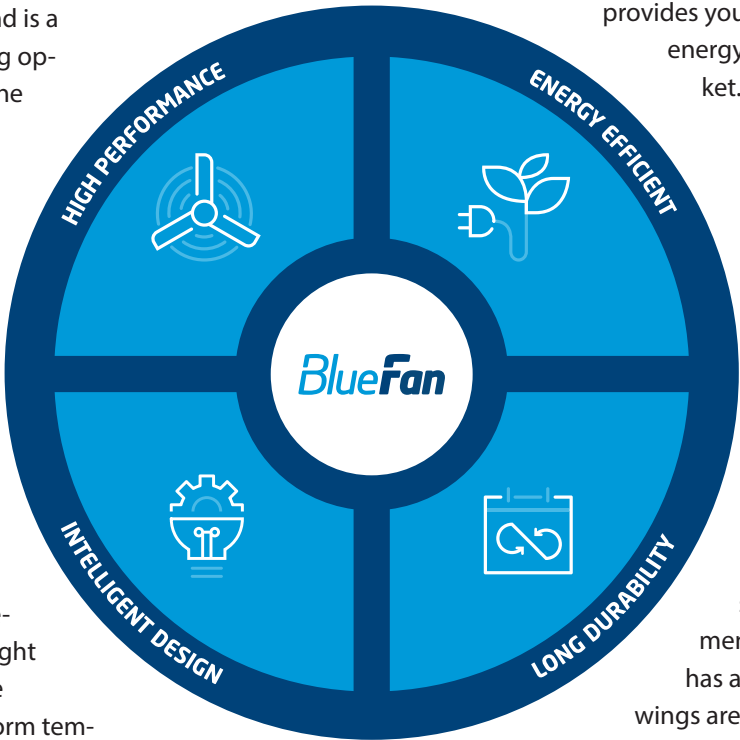 d is a
g op-
ne
provides you
energy
ket.
HIGH PERFORMANCE
ENERGY EFFICIENT
BlueFan
INTELLIGENT DESIGN
LONG DURABILITY
ght
orm tem-
mer
has a
wings are